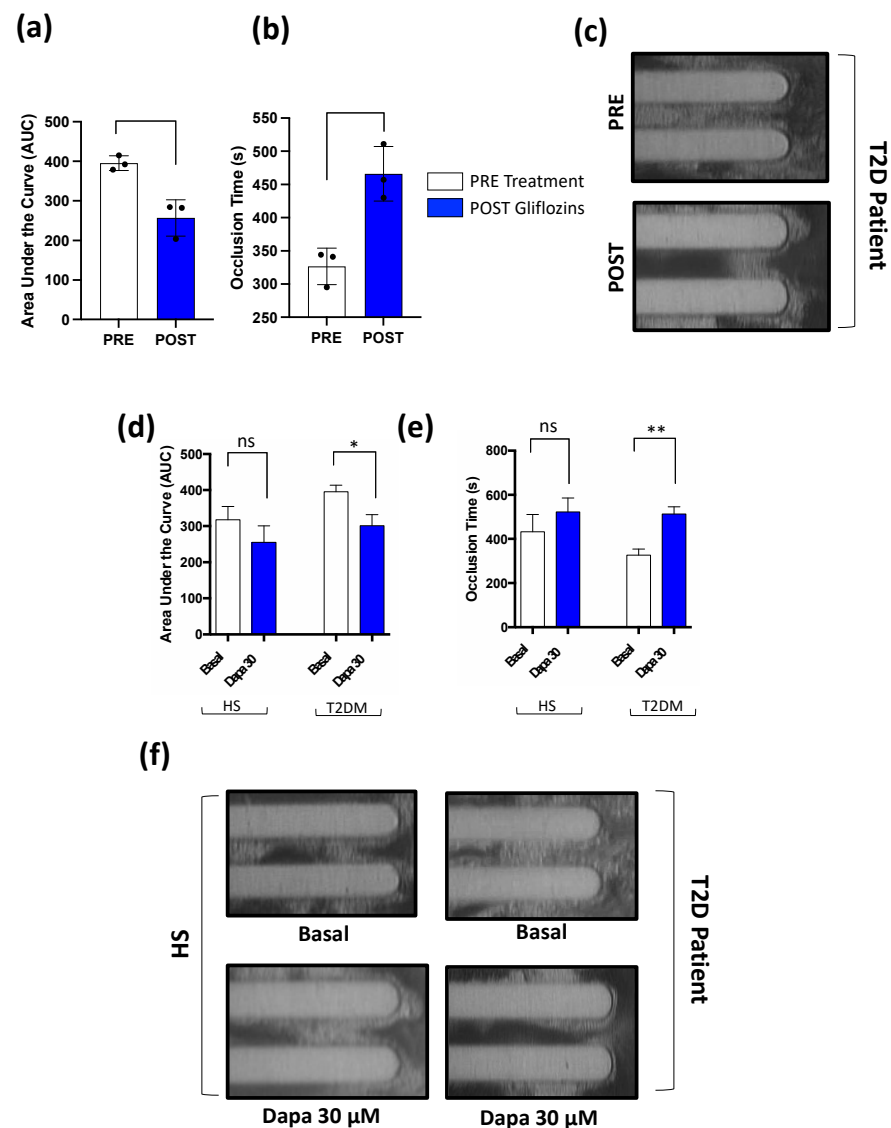 (a)
Area Under the Curve (AUC)
500
400
300
200
100
0
PRE
POST
(b)
Occlusion Time (s)
550
500
450
400
350
300
250
PRE
POST
PRE Treatment
POST Gliflozins
(c)
PRE
POST
T2D Patient
(d)
Area Under the Curve (AUC)
500
400
300
200
100
0
ns
*
Basal
Dapa 30
Basal
Dapa 30
HS
T2DM
(e)
Occlusion Time (s)
800
600
400
200
0
ns
**
Basal
Dapa 30
Basal
Dapa 30
HS
T2DM
(f)
HS
Basal
Basal
Dapa 30 µM
Dapa 30 µM
T2D Patient